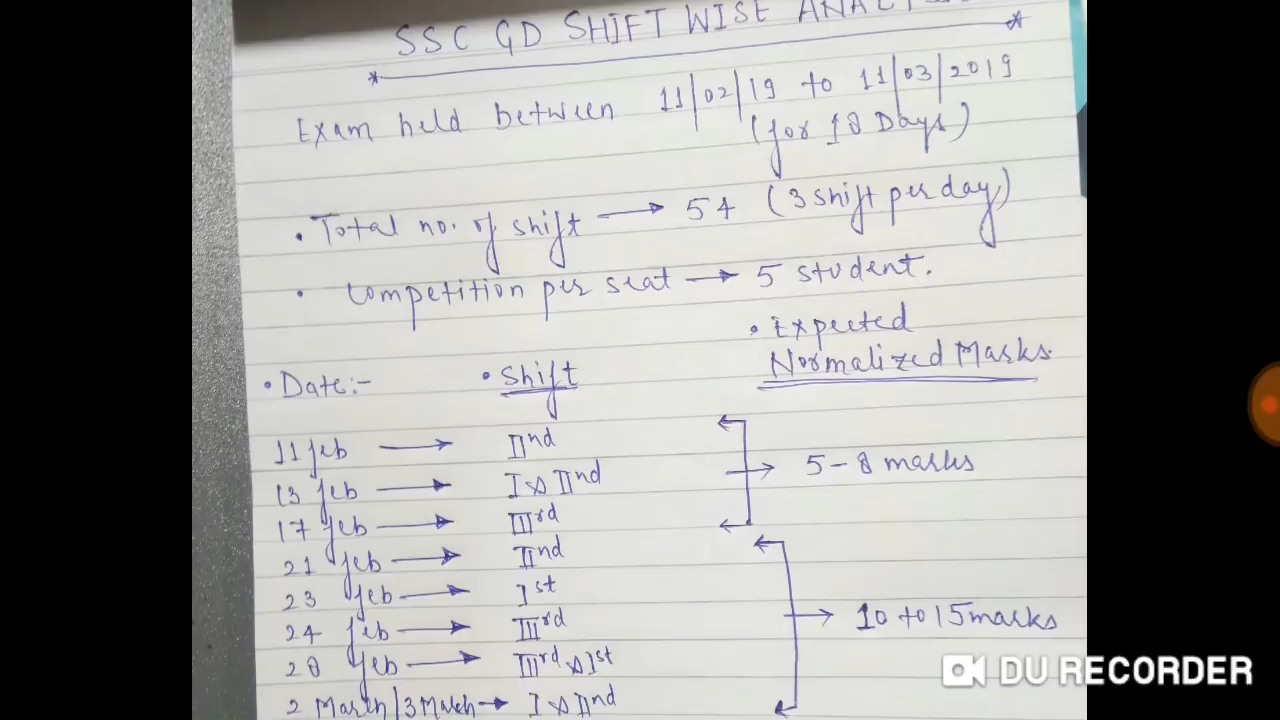 SSC GD SHIFT WISE
Exam held between 11/02/19 to 11/03/2019
(for 18 Days)
• Total no. of shift → 54 (3 shift per day)
• Competition per seat → 5 student.
• Expected
Normalized Marks
• Date:- • Shift
11 feb → IInd
13 feb → I & IInd 5-8 marks
17 feb → IIIrd
21 feb → IInd
23 feb → Ist
24 feb → IIIrd 10 to 15 marks
28 feb → IIIrd & Ist
2 March/3 March → I & IInd
DU RECORDER